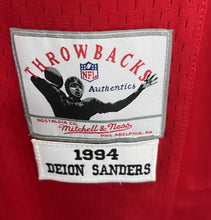 THROWBACKS
NFL
Authentics
NOSTALGIA CO.
Mitchell & Ness
PHILADELPHIA, PA.
1994
DEION SANDERS